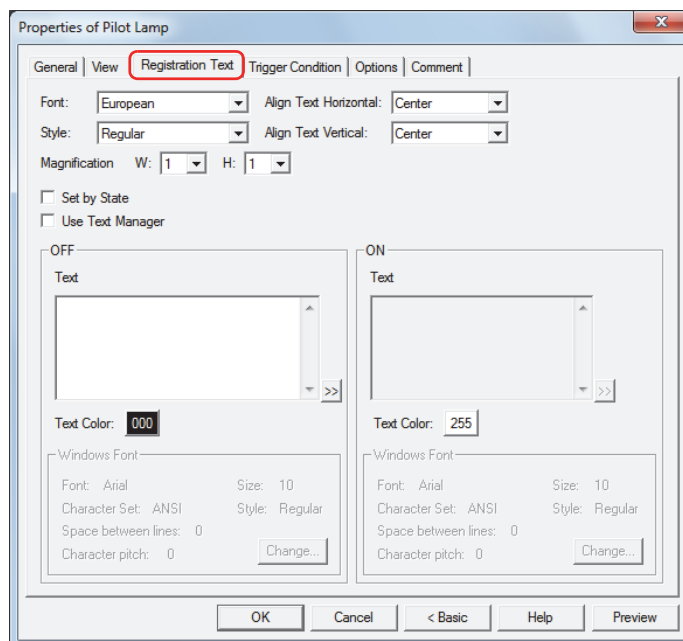 Properties of Pilot Lamp
General View Registration Text Trigger Condition Options Comment
Font: European Align Text Horizontal: Center
Style: Regular Align Text Vertical: Center
Magnification W: 1 H: 1
Set by State
Use Text Manager
OFF ON
Text Text
>> >>
Text Color: 000 Text Color: 255
Windows Font Windows Font
Font: Arial Size: 10 Font: Arial Size: 10
Character Set: ANSI Style: Regular Character Set: ANSI Style: Regular
Space between lines: 0 Space between lines: 0
Character pitch: 0 Change... Character pitch: 0 Change...
OK Cancel < Basic Help Preview